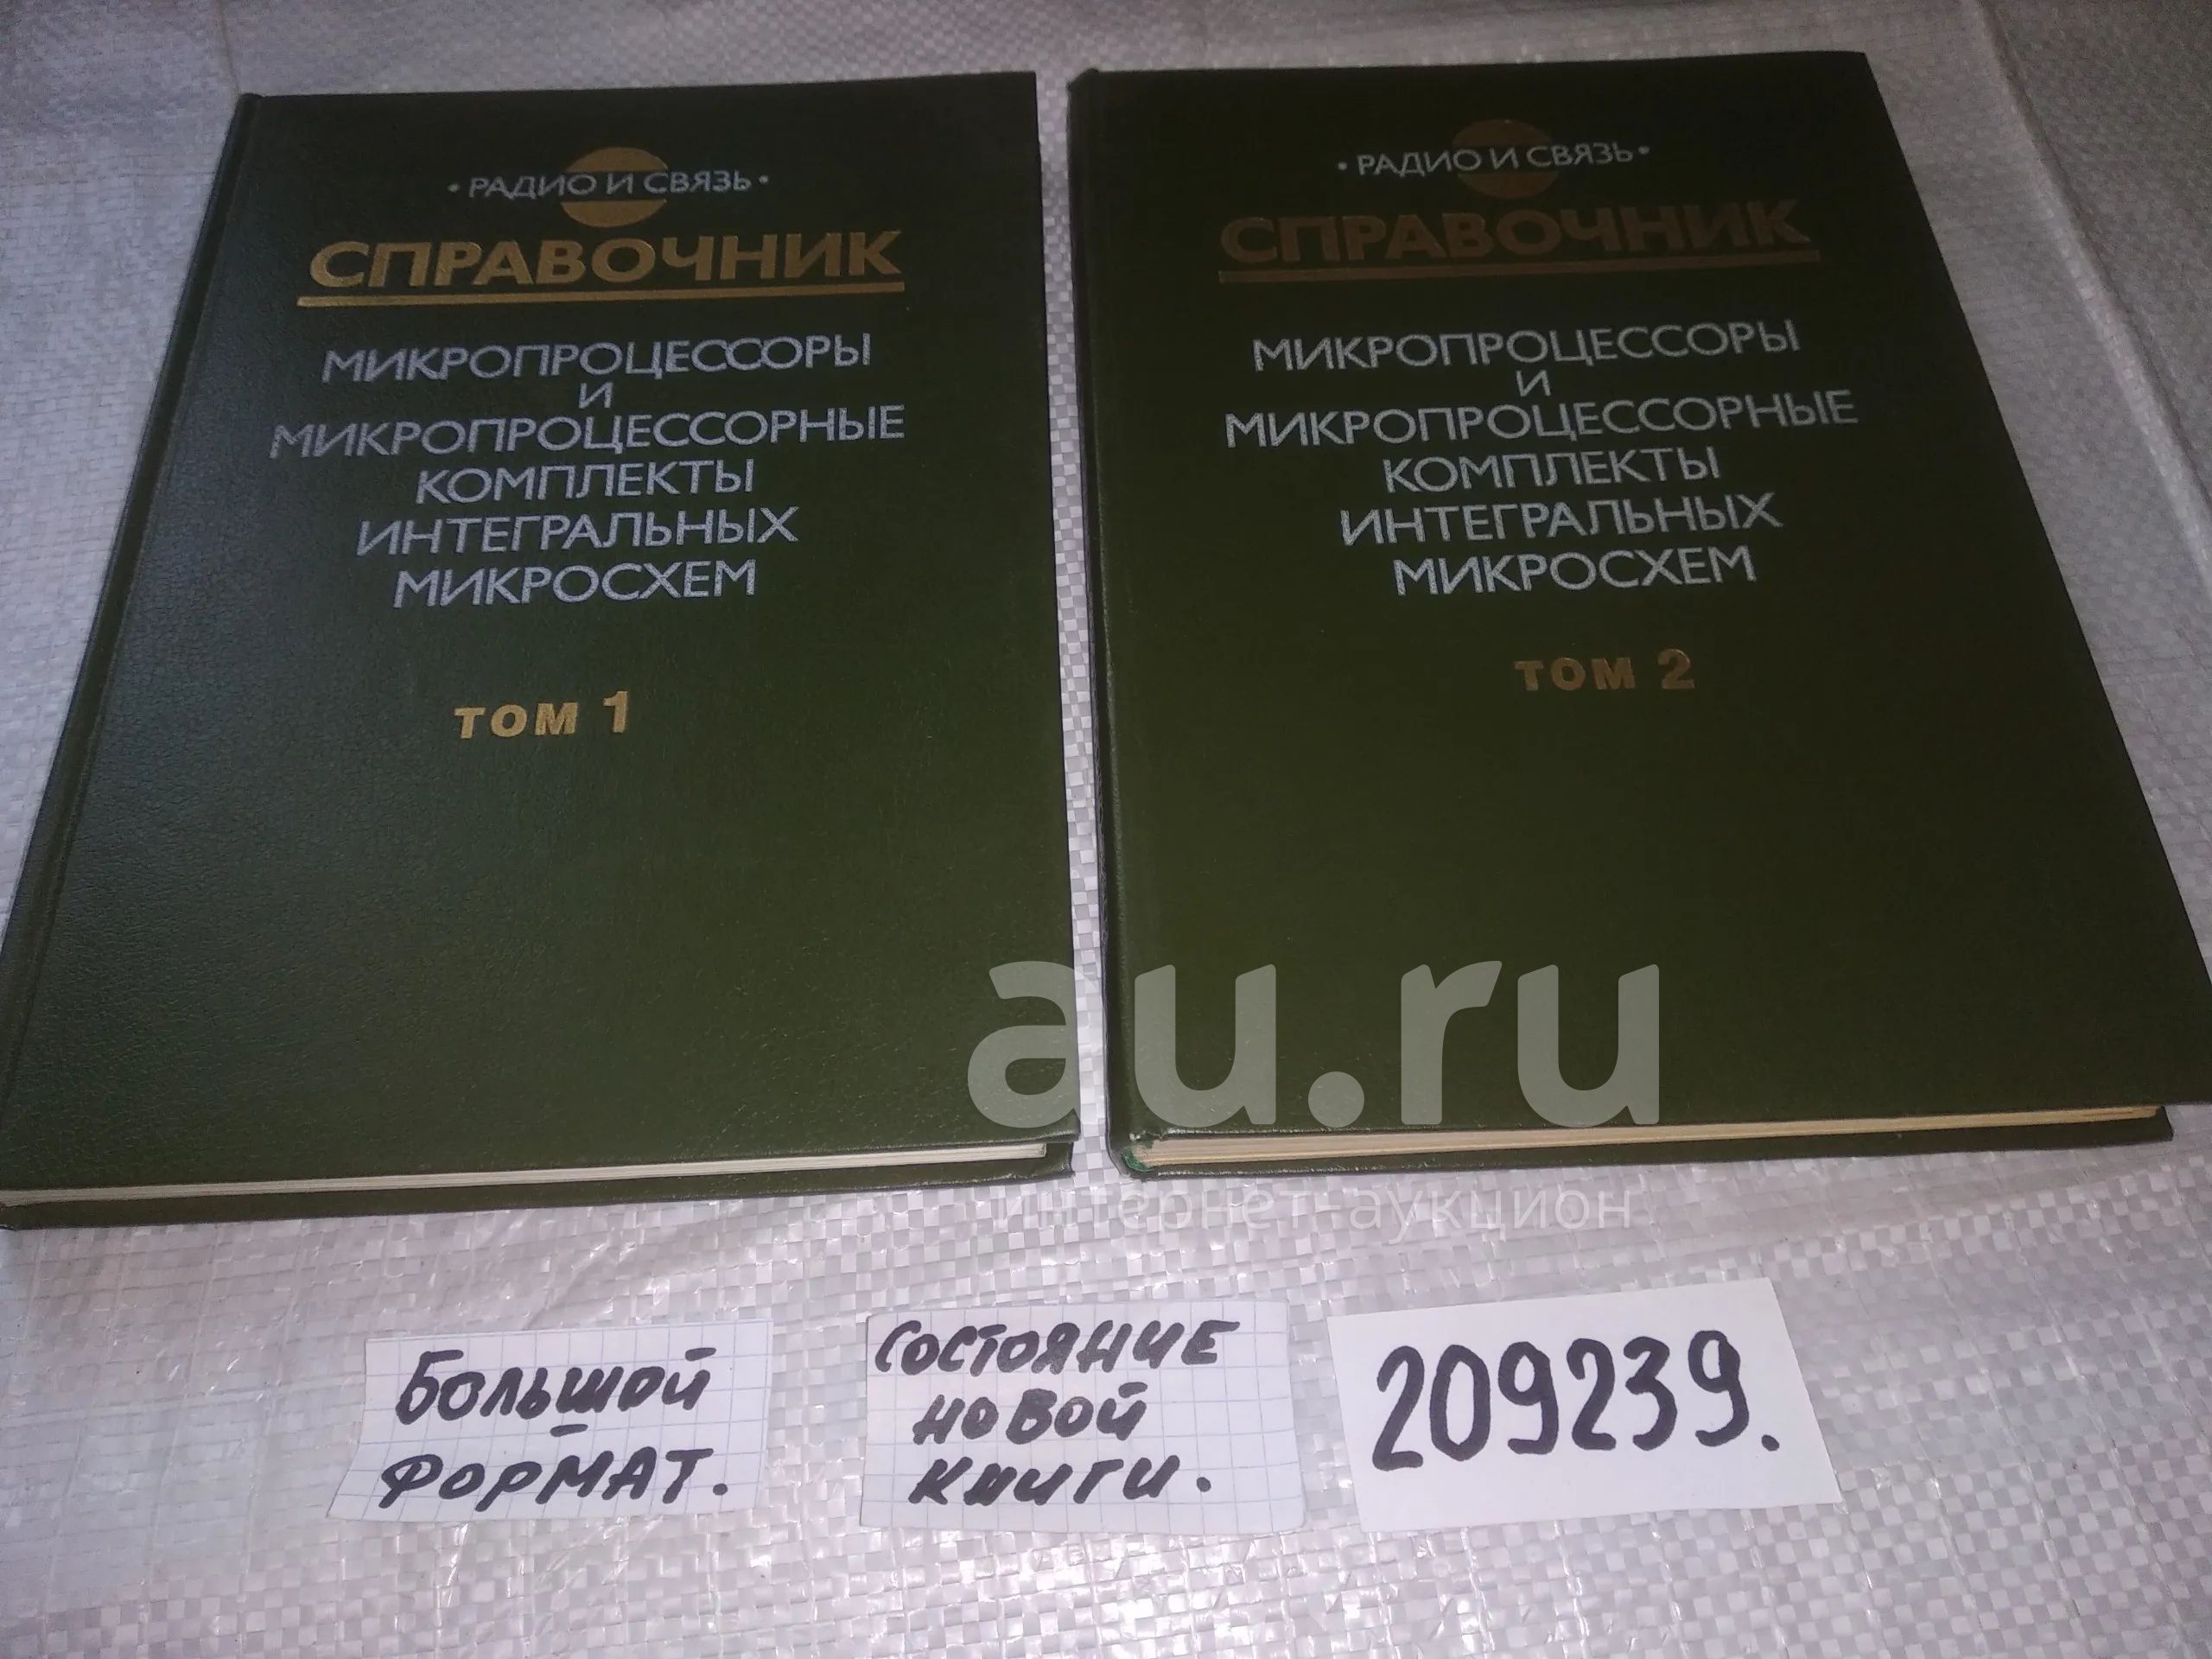 • РАДИО И СВЯЗЬ •
СПРАВОЧНИК
МИКРОПРОЦЕССОРЫ
И
МИКРОПРОЦЕССОРНЫЕ
КОМПЛЕКТЫ
ИНТЕГРАЛЬНЫХ
МИКРОСХЕМ
ТОМ 1
• РАДИО И СВЯЗЬ •
СПРАВОЧНИК
МИКРОПРОЦЕССОРЫ
И
МИКРОПРОЦЕССОРНЫЕ
КОМПЛЕКТЫ
ИНТЕГРАЛЬНЫХ
МИКРОСХЕМ
ТОМ 2
au.ru
интернет-аукцион
БОЛЬШОЙ
ФОРМАТ.
СОСТОЯНИЕ
НОВОЙ
КНИГИ.
209239.